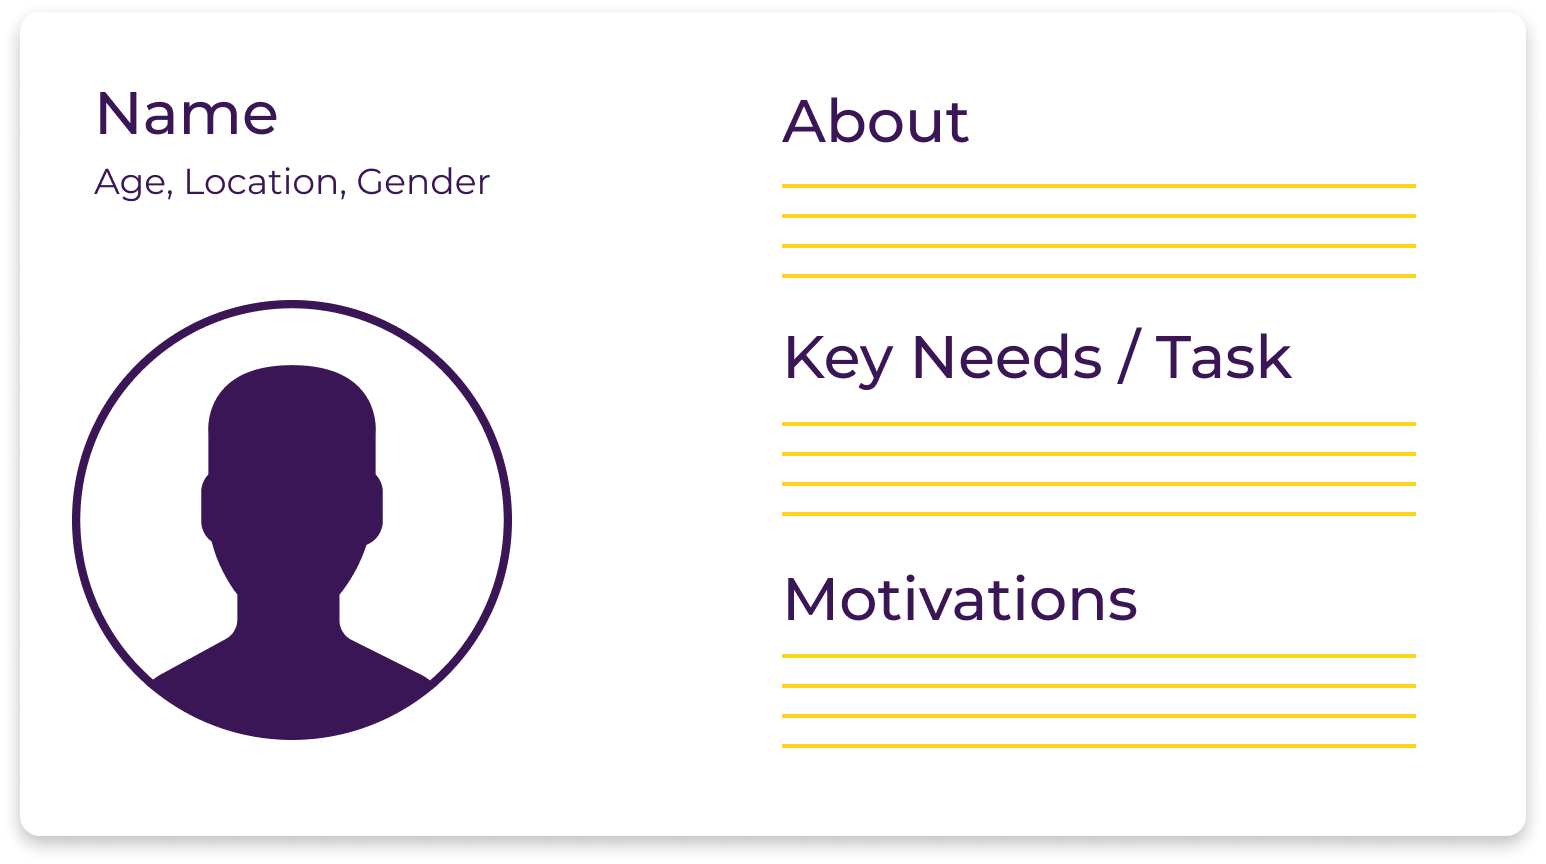 Name
Age, Location, Gender
About
Key Needs / Task
Motivations